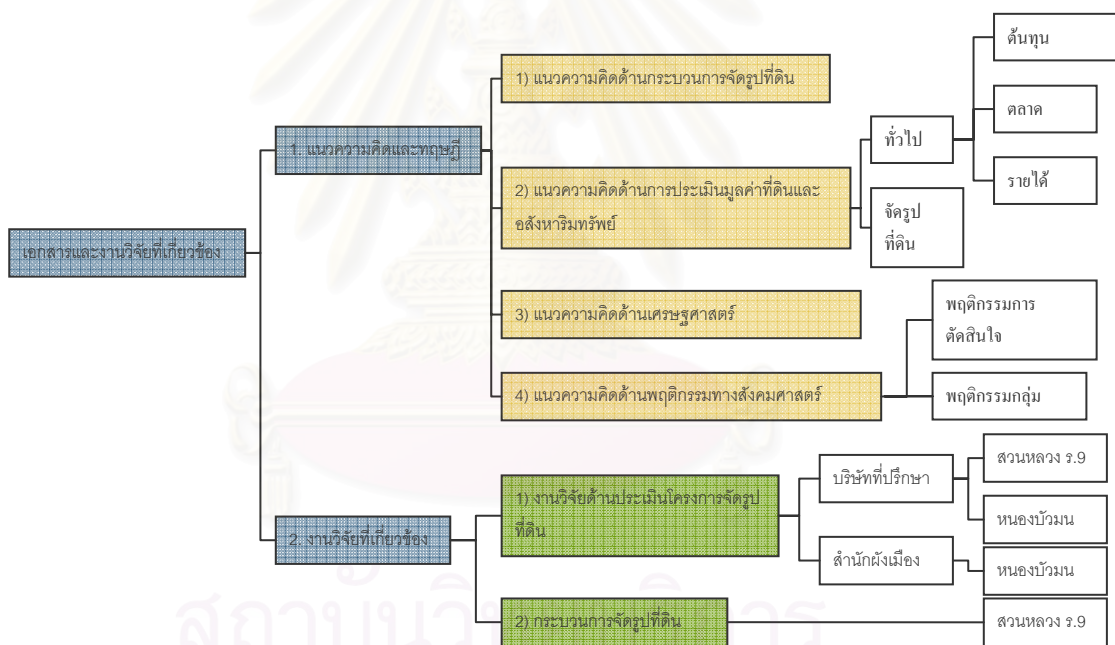 เอกสารและงานวิจัยที่เกี่ยวข้อง
1. แนวความคิดและทฤษฎี
1) แนวความคิดด้านกระบวนการจัดรูปที่ดิน
2) แนวความคิดด้านการประเมินมูลค่าที่ดินและ
อสังหาริมทรัพย์
ทั่วไป
ต้นทุน
ตลาด
รายได้
จัดรูป
ที่ดิน
3) แนวความคิดด้านเศรษฐศาสตร์
4) แนวความคิดด้านพฤติกรรมทางสังคมศาสตร์
พฤติกรรมการ
ตัดสินใจ
พฤติกรรมกลุ่ม
2. งานวิจัยที่เกี่ยวข้อง
1) งานวิจัยด้านประเมินโครงการจัดรูป
ที่ดิน
บริษัทที่ปรึกษา
สวนหลวง ร.9
หนองบัวมน
สำนักผังเมือง
หนองบัวมน
2) กระบวนการจัดรูปที่ดิน
สวนหลวง ร.9